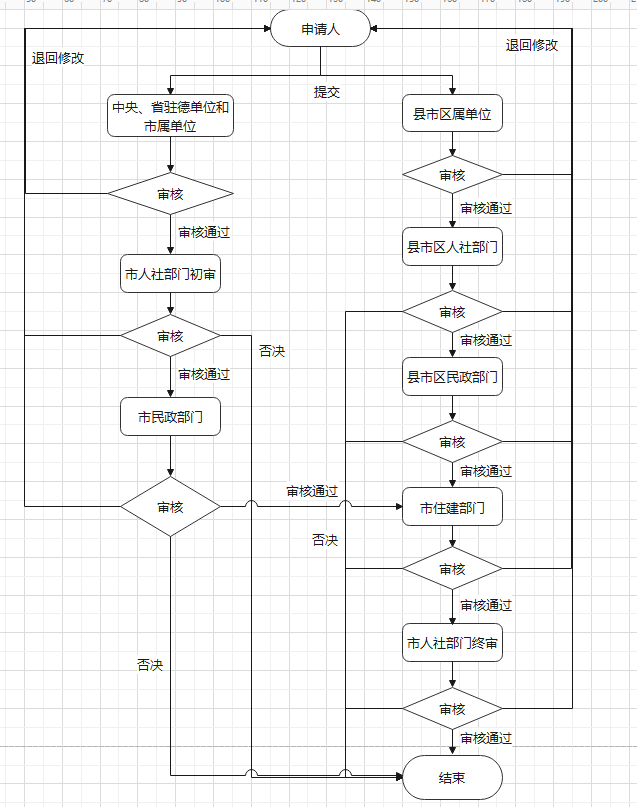 申请人
退回修改
退回修改
提交
中央、省驻德单位和
市属单位
县市区属单位
审核
审核
审核通过
审核通过
市人社部门初审
县市区人社部门
审核
审核
否决
审核通过
审核通过
县市区民政部门
市民政部门
审核
审核通过
审核通过
审核
市住建部门
否决
审核
审核通过
市人社部门终审
否决
审核
审核通过
结束